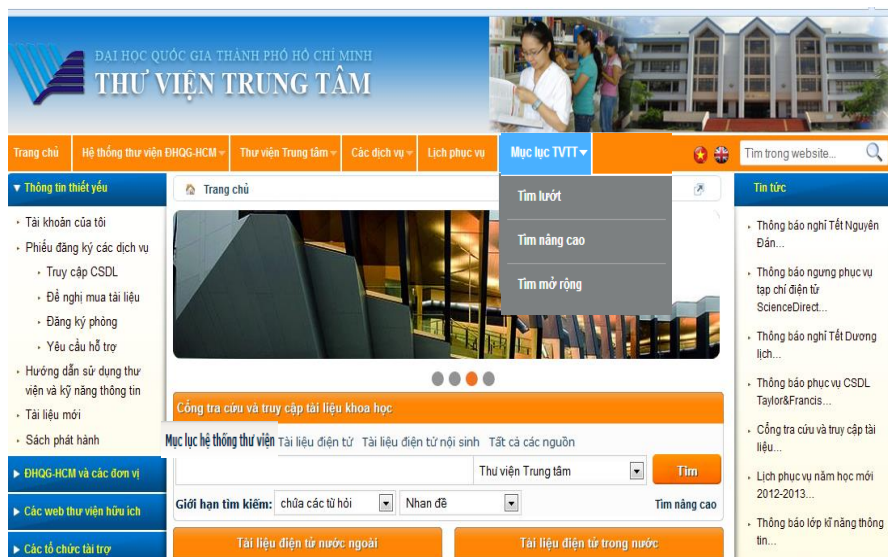 ĐẠI HỌC QUỐC GIA THÀNH PHỐ HỒ CHÍ MINH
THƯ VIỆN TRUNG TÂM
Trang chủ
Hệ thống thư viện ĐHQG-HCM
Thư viện Trung tâm
Các dịch vụ
Lịch phục vụ
Mục lục TVTT
Tìm trong website...
Thông tin thiết yếu
Tài khoản của tôi
Phiếu đăng ký các dịch vụ
Truy cập CSDL
Đề nghị mua tài liệu
Đăng ký phòng
Yêu cầu hỗ trợ
Hướng dẫn sử dụng thư
viện và kỹ năng thông tin
Tài liệu mới
Sách phát hành
ĐHQG-HCM và các đơn vị
Các web thư viện hữu ích
Các tổ chức tài trợ
Trang chủ
Tìm lướt
Tìm nâng cao
Tìm mở rộng
Cổng tra cứu và truy cập tài liệu khoa học
Mục lục hệ thống thư viện
Tài liệu điện tử
Tài liệu điện tử nội sinh
Tất cả các nguồn
Thư viện Trung tâm
Tìm
Giới hạn tìm kiếm:
chứa các từ hỏi
Nhan đề
Tìm nâng cao
Tài liệu điện tử nước ngoài
Tài liệu điện tử trong nước
Tin tức
Thông báo nghỉ Tết Nguyên
Đán...
Thông báo ngưng phục vụ
tạp chí điện tử
ScienceDirect...
Thông báo nghỉ Tết Dương
lịch...
Thông báo phục vụ CSDL
Taylor&Francis...
Cổng tra cứu và truy cập tài
liệu...
Lịch phục vụ năm học mới
2012-2013...
Thông báo lớp kĩ năng thông
tin...